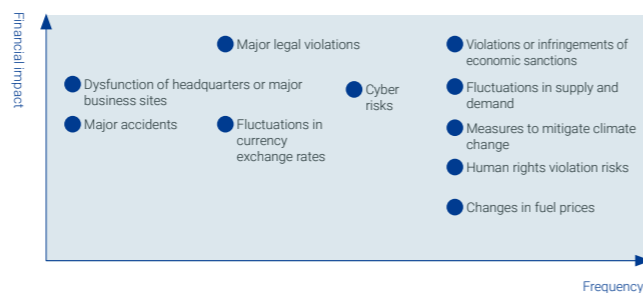 Financial impact
Major legal violations
Violations or infringements of
economic sanctions
Dysfunction of headquarters or major
business sites
Cyber
risks
Fluctuations in supply and
demand
Major accidents
Fluctuations in
currency
exchange rates
Measures to mitigate climate
change
Human rights violation risks
Changes in fuel prices
Frequency